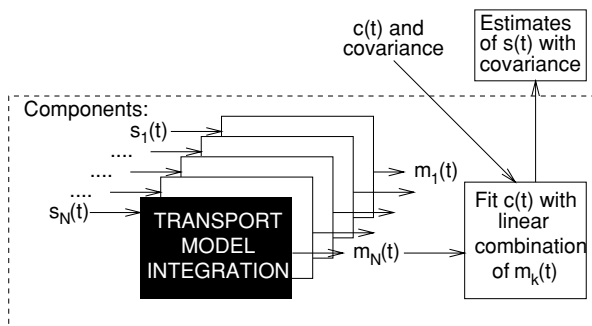 c(t) and
covariance
Estimates
of s(t) with
covariance
Components:
s1(t)
....
....
....
sN(t)
TRANSPORT
MODEL
INTEGRATION
m1(t)
mN(t)
Fit c(t) with
linear
combination
of mk(t)